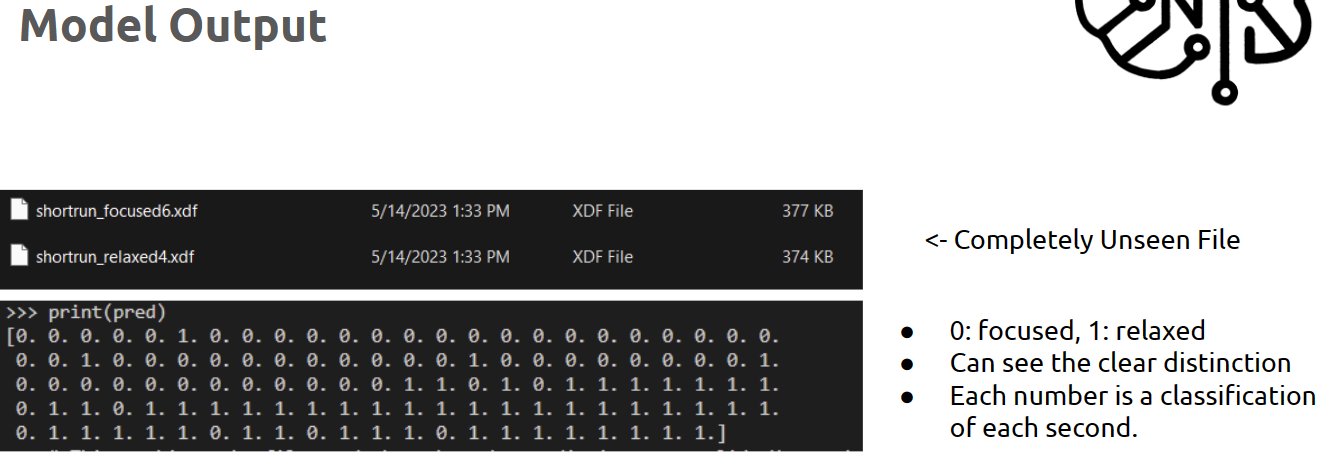 Model Output
N
shortrun_focused6.xdf 5/14/2023 1:33 PM XDF File 377 KB
shortrun_relaxed4.xdf 5/14/2023 1:33 PM XDF File 374 KB
<- Completely Unseen File
>>> print(pred)
[0. 0. 0. 0. 0. 1. 0. 0. 0. 0. 0. 0. 0. 0. 0. 0. 0. 0. 0. 0. 0. 0. 0. 0.
0. 0. 1. 0. 0. 0. 0. 0. 0. 0. 0. 0. 0. 0. 1. 0. 0. 0. 0. 0. 0. 0. 0. 1.
0. 0. 0. 0. 0. 0. 0. 0. 0. 0. 0. 0. 1. 1. 0. 1. 0. 1. 1. 1. 1. 1. 1. 1.
0. 1. 1. 0. 1. 1. 1. 1. 1. 1. 1. 1. 1. 1. 1. 1. 1. 1. 1. 1. 1. 1. 1. 1.
0. 1. 1. 1. 1. 1. 0. 1. 1. 0. 1. 1. 1. 0. 1. 1. 1. 1. 1. 1. 1. 1.]
● 0: focused, 1: relaxed
● Can see the clear distinction
● Each number is a classification
of each second.